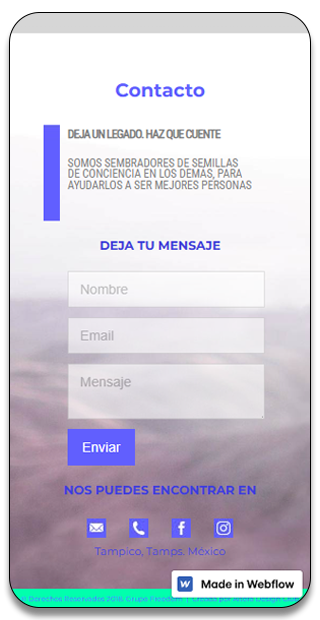 Contacto
DEJA UN LEGADO. HAZ QUE CUENTE
SOMOS SEMBRADORES DE SEMILLAS
DE CONCIENCIA EN LOS DEMAS, PARA
AYUDARLOS A SER MEJORES PERSONAS
DEJA TU MENSAJE
Nombre
Email
Mensaje
Enviar
NOS PUEDES ENCONTRAR EN
Tampico, Tamps. México
Made in Webflow
Derechos Reservados 2018. Grupo